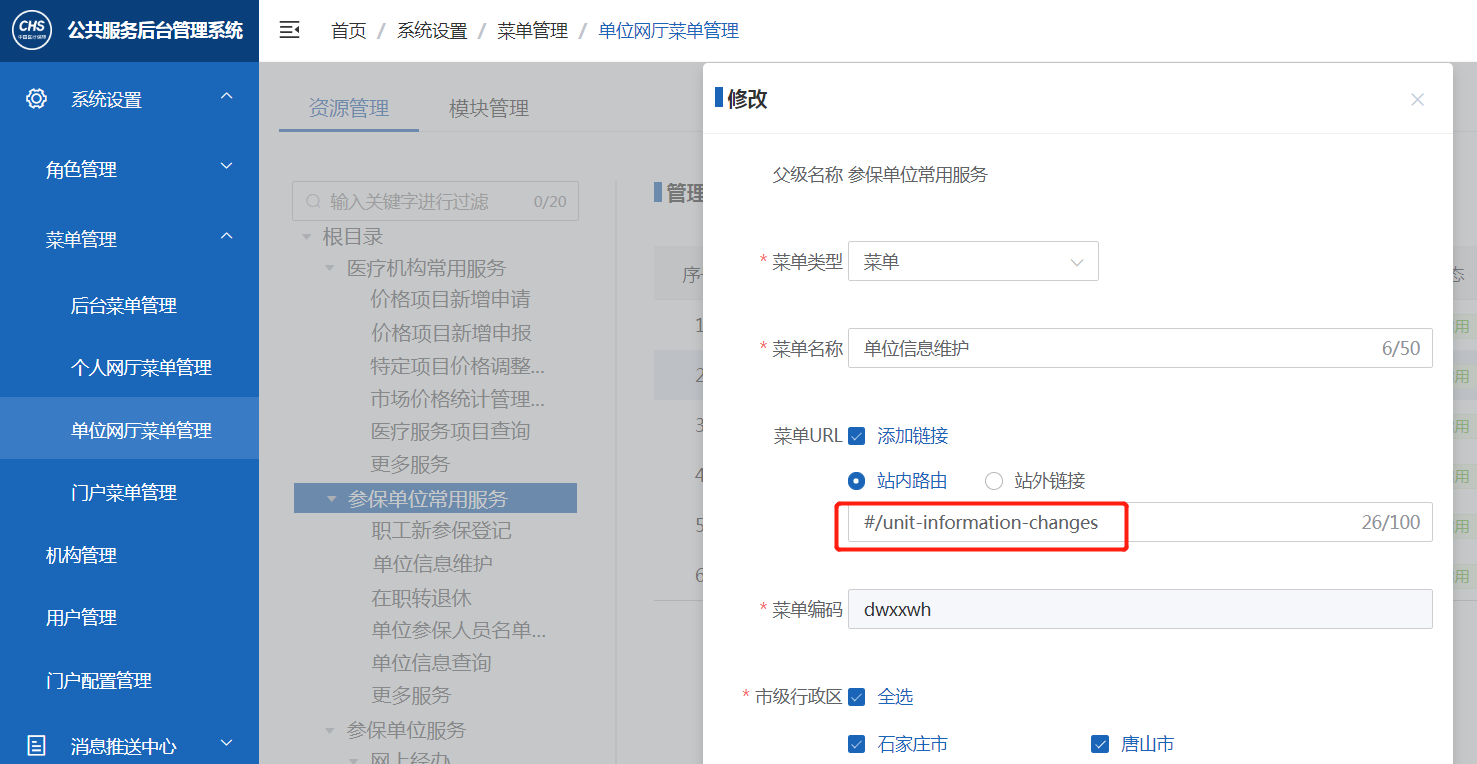 CHS
公共服务后台管理系统
首页 / 系统设置 / 菜单管理 / 单位网厅菜单管理
系统设置
角色管理
菜单管理
后台菜单管理
个人网厅菜单管理
单位网厅菜单管理
门户菜单管理
机构管理
用户管理
门户配置管理
消息推送中心
资源管理 模块管理
输入关键字进行过滤 0/20
根目录
医疗机构常用服务
价格项目新增申请
价格项目新增申报
特定项目价格调整...
市场价格统计管理...
医疗服务项目查询
更多服务
参保单位常用服务
职工新参保登记
单位信息维护
在职转退休
单位参保人员名单...
单位信息查询
更多服务
参保单位服务
网上经办
管理
序
1
2
3
4
5
6
态
用
用
用
用
用
用
修改
父级名称 参保单位常用服务
* 菜单类型 菜单
* 菜单名称 单位信息维护 6/50
菜单URL 添加链接
站内路由 站外链接
#/unit-information-changes 26/100
* 菜单编码 dwxxwh
* 市级行政区 全选
石家庄市 唐山市